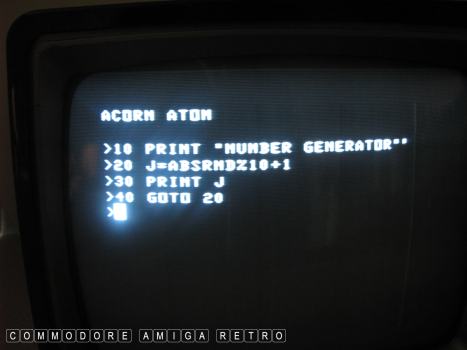 ACORN ATOM
>10 PRINT "NUMBER GENERATOR"'
>20 J=ABSRND%10+1
>30 PRINT J
>40 GOTO 20
>
COMMODORE AMIGA RETRO